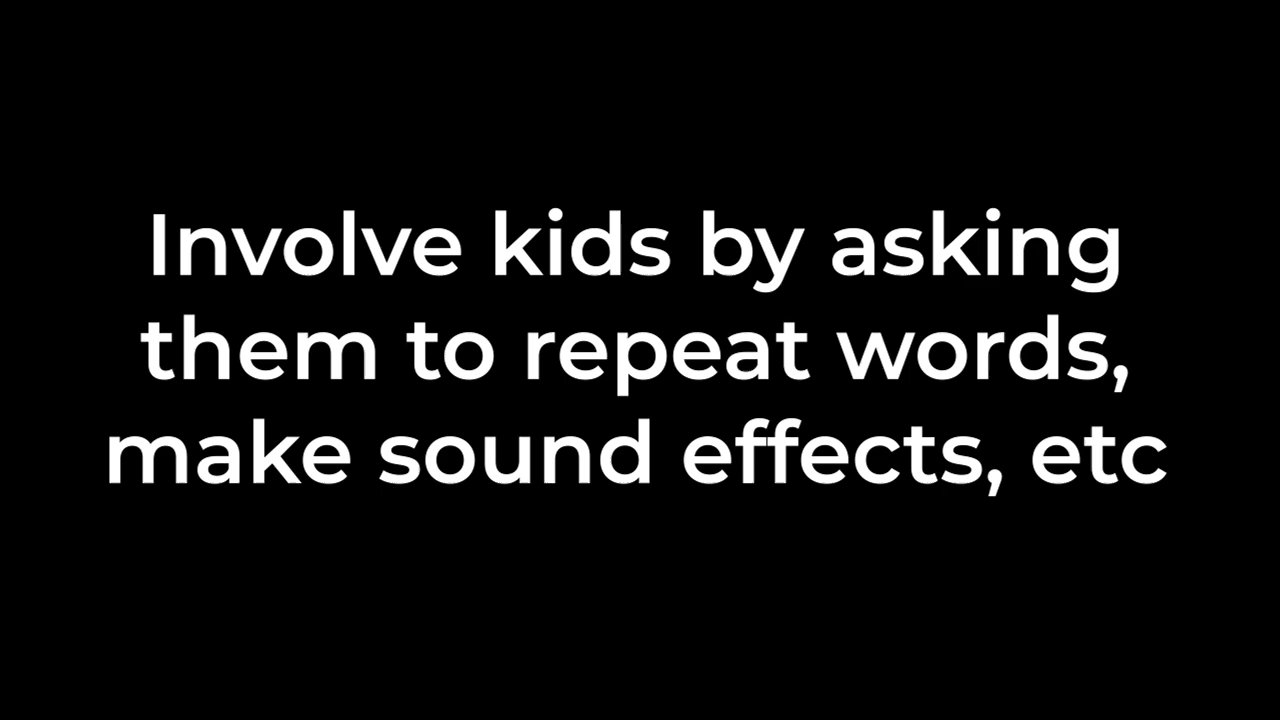 Involve kids by asking
them to repeat words,
make sound effects, etc